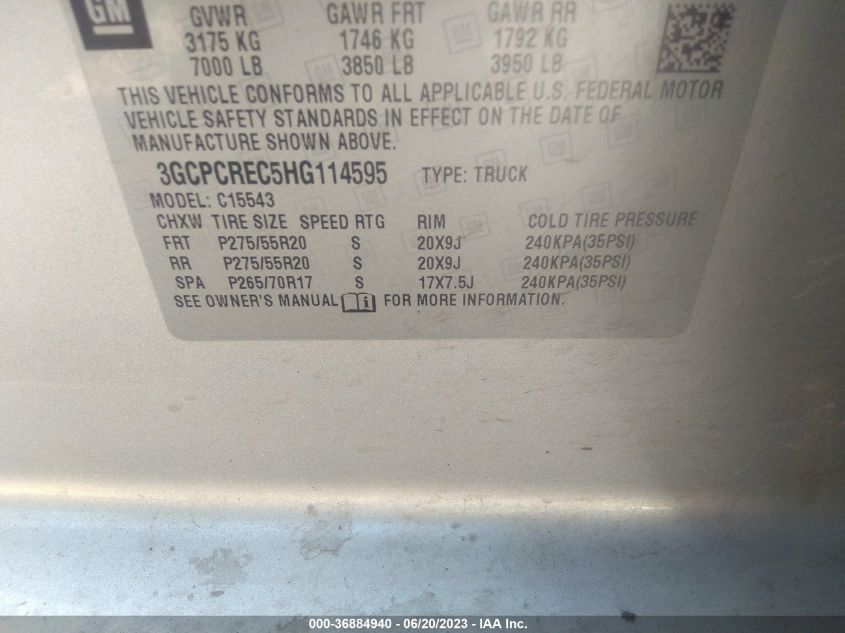 GM
GVWR GAWR FRT GAWR RR
3175 KG 1746 KG 1792 KG
7000 LB 3850 LB 3950 LB
THIS VEHICLE CONFORMS TO ALL APPLICABLE U.S. FEDERAL MOTOR
VEHICLE SAFETY STANDARDS IN EFFECT ON THE DATE OF
MANUFACTURE SHOWN ABOVE.
3GCPCREC5HG114595 TYPE: TRUCK
MODEL: C15543
CHXW TIRE SIZE SPEED RTG RIM COLD TIRE PRESSURE
FRT P275/55R20 S 20X9J 240KPA(35PSI)
RR P275/55R20 S 20X9J 240KPA(35PSI)
SPA P265/70R17 S 17X7.5J 240KPA(35PSI)
SEE OWNER'S MANUAL FOR MORE INFORMATION.
000-36884940 / 06/20/2023 - IAA Inc.